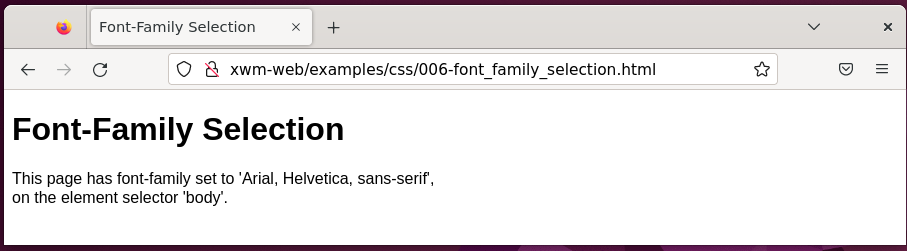 Font-Family Selection
xwm-web/examples/css/006-font_family_selection.html
Font-Family Selection
This page has font-family set to 'Arial, Helvetica, sans-serif',
on the element selector 'body'.